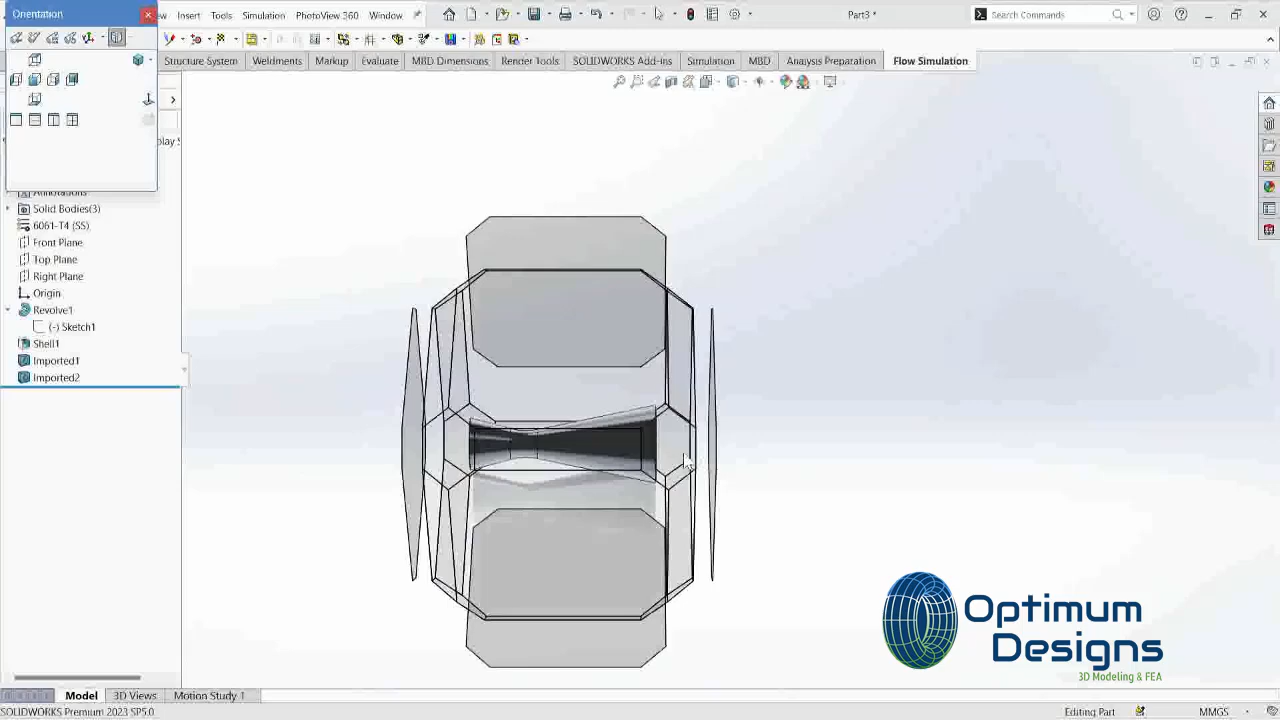 Orientation
Insert
Tools
Simulation
PhotoView 360
Window
Part3 *
Search Commands
Structure System
Weldments
Markup
Evaluate
MBD Dimensions
Render Tools
SOLIDWORKS Add-Ins
Simulation
MBD
Analysis Preparation
Flow Simulation
play S
Annotations
Solid Bodies(3)
6061-T4 (SS)
Front Plane
Top Plane
Right Plane
Origin
Revolve1
(-) Sketch1
Shell1
Imported1
Imported2
Optimum
Designs
3D Modeling & FEA
Model
3D Views
Motion Study 1
SOLIDWORKS Premium 2023 SP5.0
Editing Part
MMGS